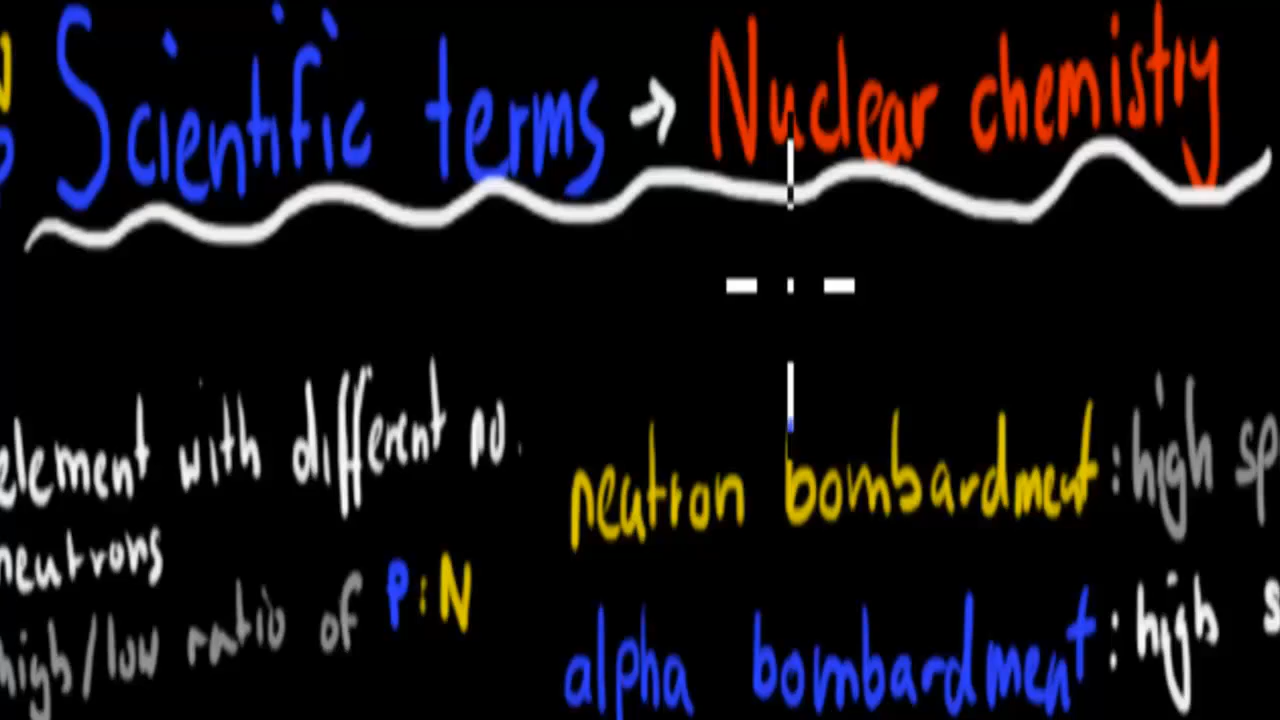 Scientific terms → Nuclear chemistry
element with different no.
neutrons
high/low ratio of P:N
neutron bombardment : high sp
alpha bombardment : high s